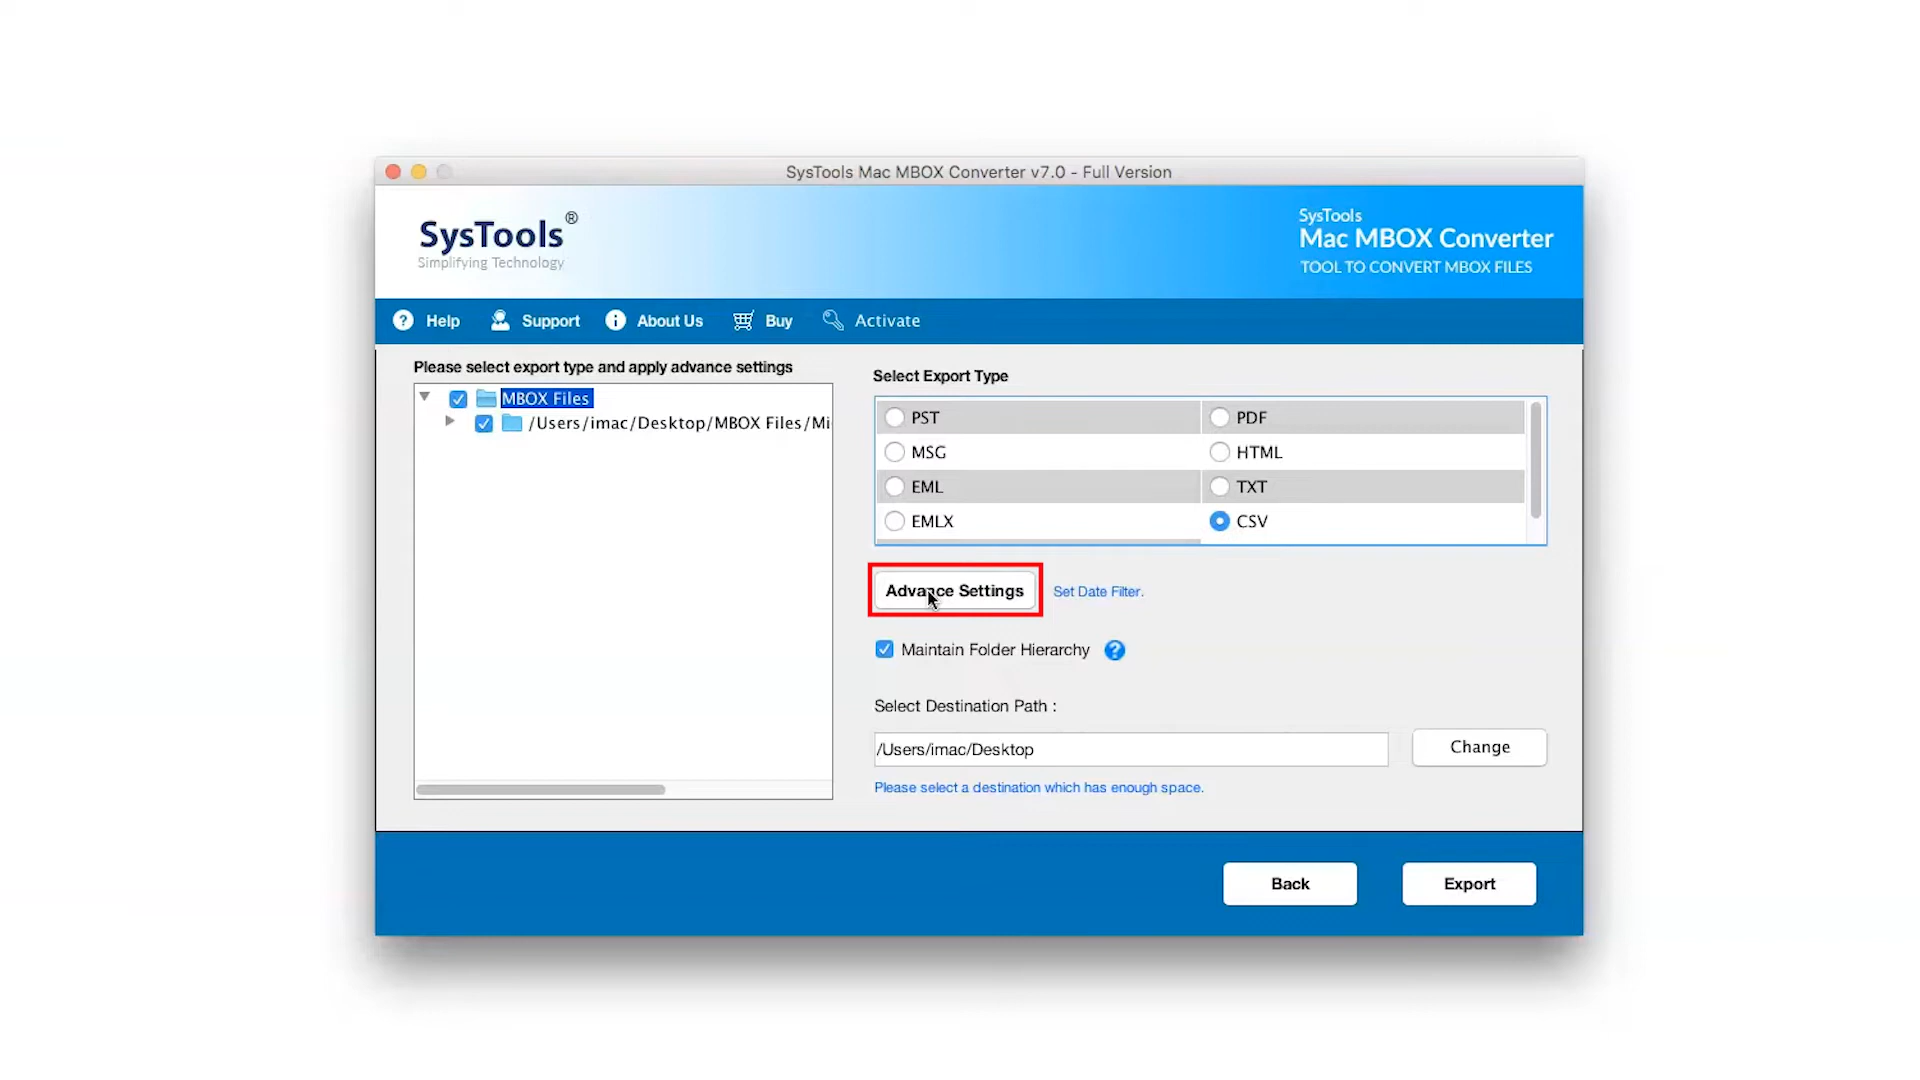 SysTools Mac MBOX Converter v7.0 - Full Version
SysTools®
Simplifying Technology
SysTools
Mac MBOX Converter
TOOL TO CONVERT MBOX FILES
Help Support About Us Buy Activate
Please select export type and apply advance settings
MBOX Files
/Users/imac/Desktop/MBOX Files/Mi
Select Export Type
PST PDF
MSG HTML
EML TXT
EMLX CSV
Advance Settings Set Date Filter.
Maintain Folder Hierarchy ?
Select Destination Path :
/Users/imac/Desktop Change
Please select a destination which has enough space.
Back Export